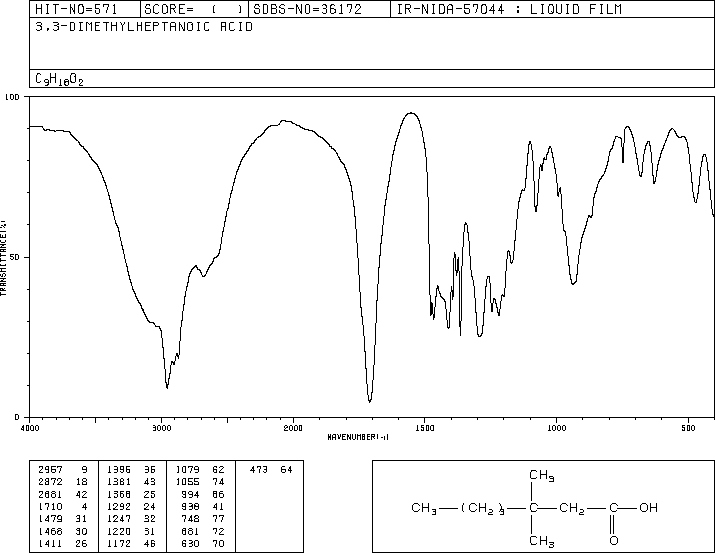 HIT-NO=571 SCORE= ( ) SDBS-NO=36172 IR-NIDA-57044 : LIQUID FILM
3,3-DIMETHYLHEPTANOIC ACID
C9H18O2
100
TRANSMITTANCE(%)
50
0
4000 3000 2000 1500 1000 500
WAVENUMBER(-1)
2967 9 1396 36 1079 62 473 64
2872 18 1381 43 1055 74
2681 42 1368 25 994 66
1710 4 1292 24 938 41
1479 31 1247 32 748 77
1468 30 1220 31 681 72
1411 26 1172 46 630 70
CH3
CH3—(CH2)3—C—CH2—C—OH
CH3 O